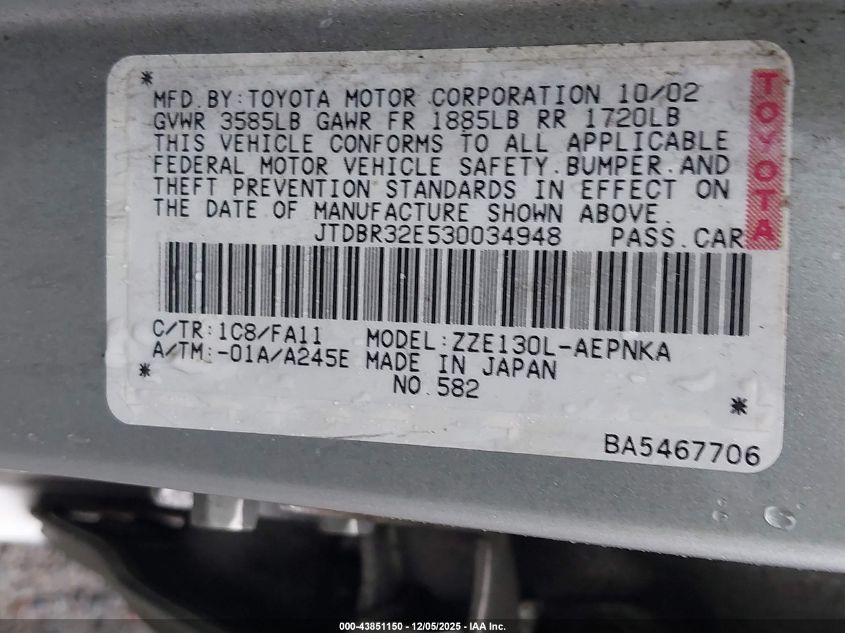 *
MFD.BY:TOYOTA MOTOR CORPORATION 10/02
GVWR 3585LB GAWR FR 1885LB RR 1720LB
THIS VEHICLE CONFORMS TO ALL APPLICABLE
FEDERAL MOTOR VEHICLE SAFETY.BUMPER.AND
THEFT PREVENTION STANDARDS IN EFFECT ON
THE DATE OF MANUFACTURE SHOWN ABOVE.
JTDBR32E530034948 PASS.CAR
TOYOTA
C/TR:1C8/FA11 MODEL:ZZE130L-AEPNKA
A/TM:-01A/A245E MADE IN JAPAN
* NO.582 *
BA5467706
000-43851150 - 12/05/2025 - IAA Inc.